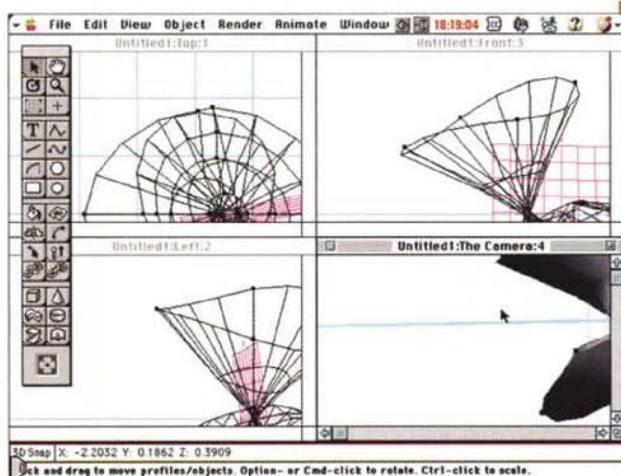 File Edit View Object Render Animate Window 18:19:04
Untitled1:Top:1
Untitled1:Front:3
T
Untitled1:Left:2
Untitled1:The Camera:4
3D Snap X: -2.2032 Y: 0.1862 Z: 0.3909
and drag to move profiles/objects. Option- or Cmd-click to rotate. Ctrl-click to scale.